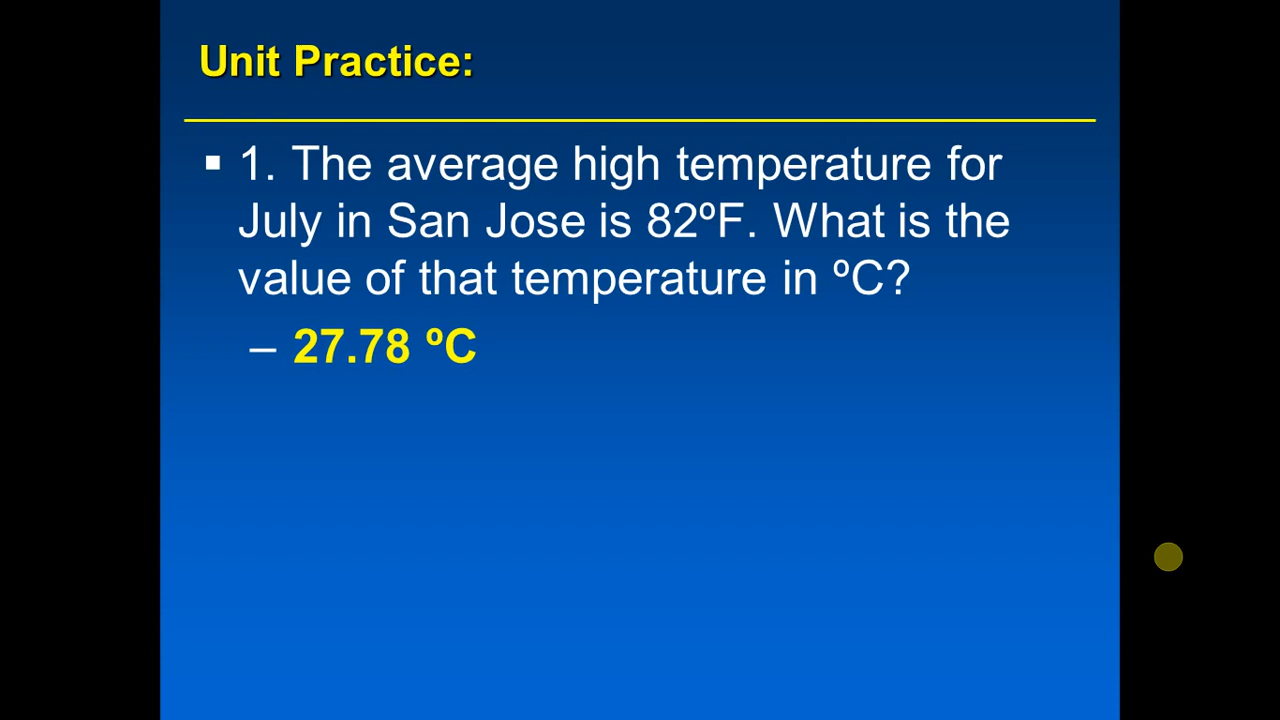 Unit Practice:
▪ 1. The average high temperature for
July in San Jose is 82ºF. What is the
value of that temperature in ºC?
– 27.78 ºC